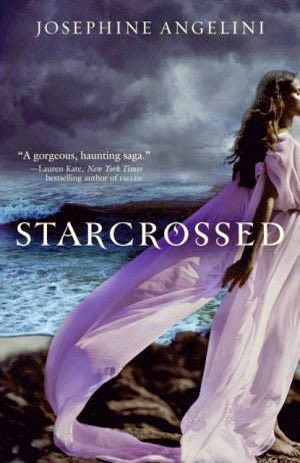 JOSEPHINE ANGELINI
“A gorgeous, haunting saga.”
—Lauren Kate, New York Times
bestselling author of FALLEN
STARCROSSED